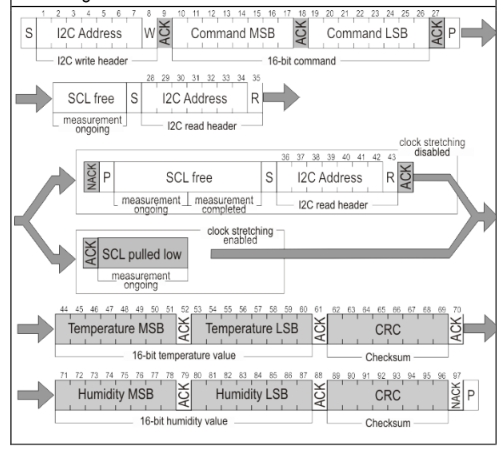 1 2 3 4 5 6 7 8 9 10 11 12 13 14 15 16 17 18 19 20 21 22 23 24 25 26 27
S I2C Address W ACK Command MSB ACK Command LSB ACK P
I2C write header 16-bit command
28 29 30 31 32 33 34 35
SCL free S I2C Address R
measurement ongoing I2C read header
clock stretching disabled
36 37 38 39 40 41 42 43
NACK P SCL free S I2C Address R ACK
measurement ongoing measurement completed I2C read header
clock stretching enabled
ACK SCL pulled low
measurement ongoing
44 45 46 47 48 49 50 51 52 53 54 55 56 57 58 59 60 61 62 63 64 65 66 67 68 69 70
Temperature MSB ACK Temperature LSB ACK CRC ACK
16-bit temperature value Checksum
71 72 73 74 75 76 77 78 79 80 81 82 83 84 85 86 87 88 89 90 91 92 93 94 95 96 97
Humidity MSB ACK Humidity LSB ACK CRC NACK P
16-bit humidity value Checksum